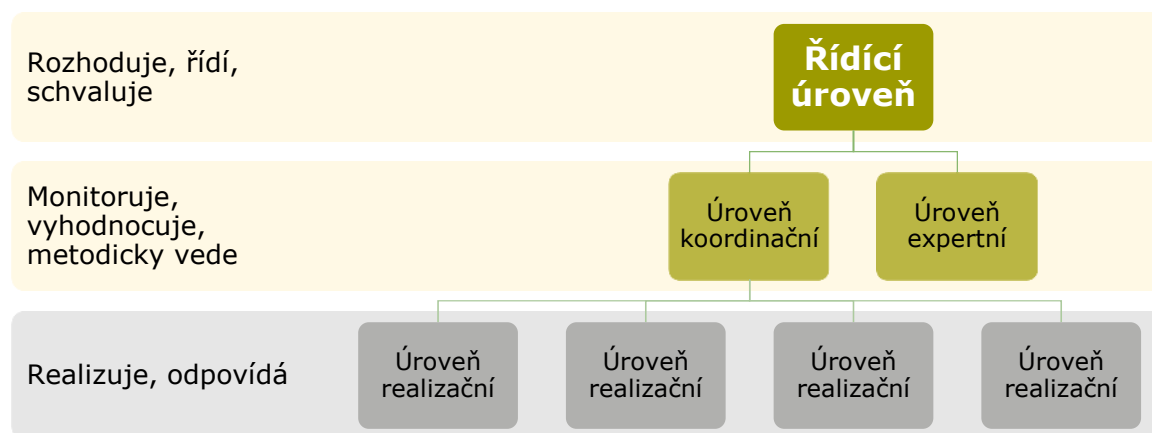 Rozhoduje, řídí,
schvaluje
Řídící
úroveň
Monitoruje,
vyhodnocuje,
metodicky vede
Úroveň
koordinační
Úroveň
expertní
Realizuje, odpovídá
Úroveň
realizační
Úroveň
realizační
Úroveň
realizační
Úroveň
realizační